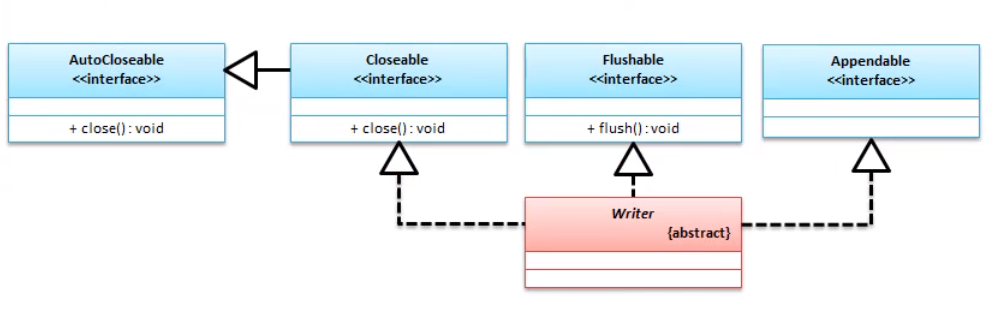 AutoCloseable
<<interface>>
+ close() : void
Closeable
<<interface>>
+ close() : void
Flushable
<<interface>>
+ flush() : void
Appendable
<<interface>>
Writer
{abstract}